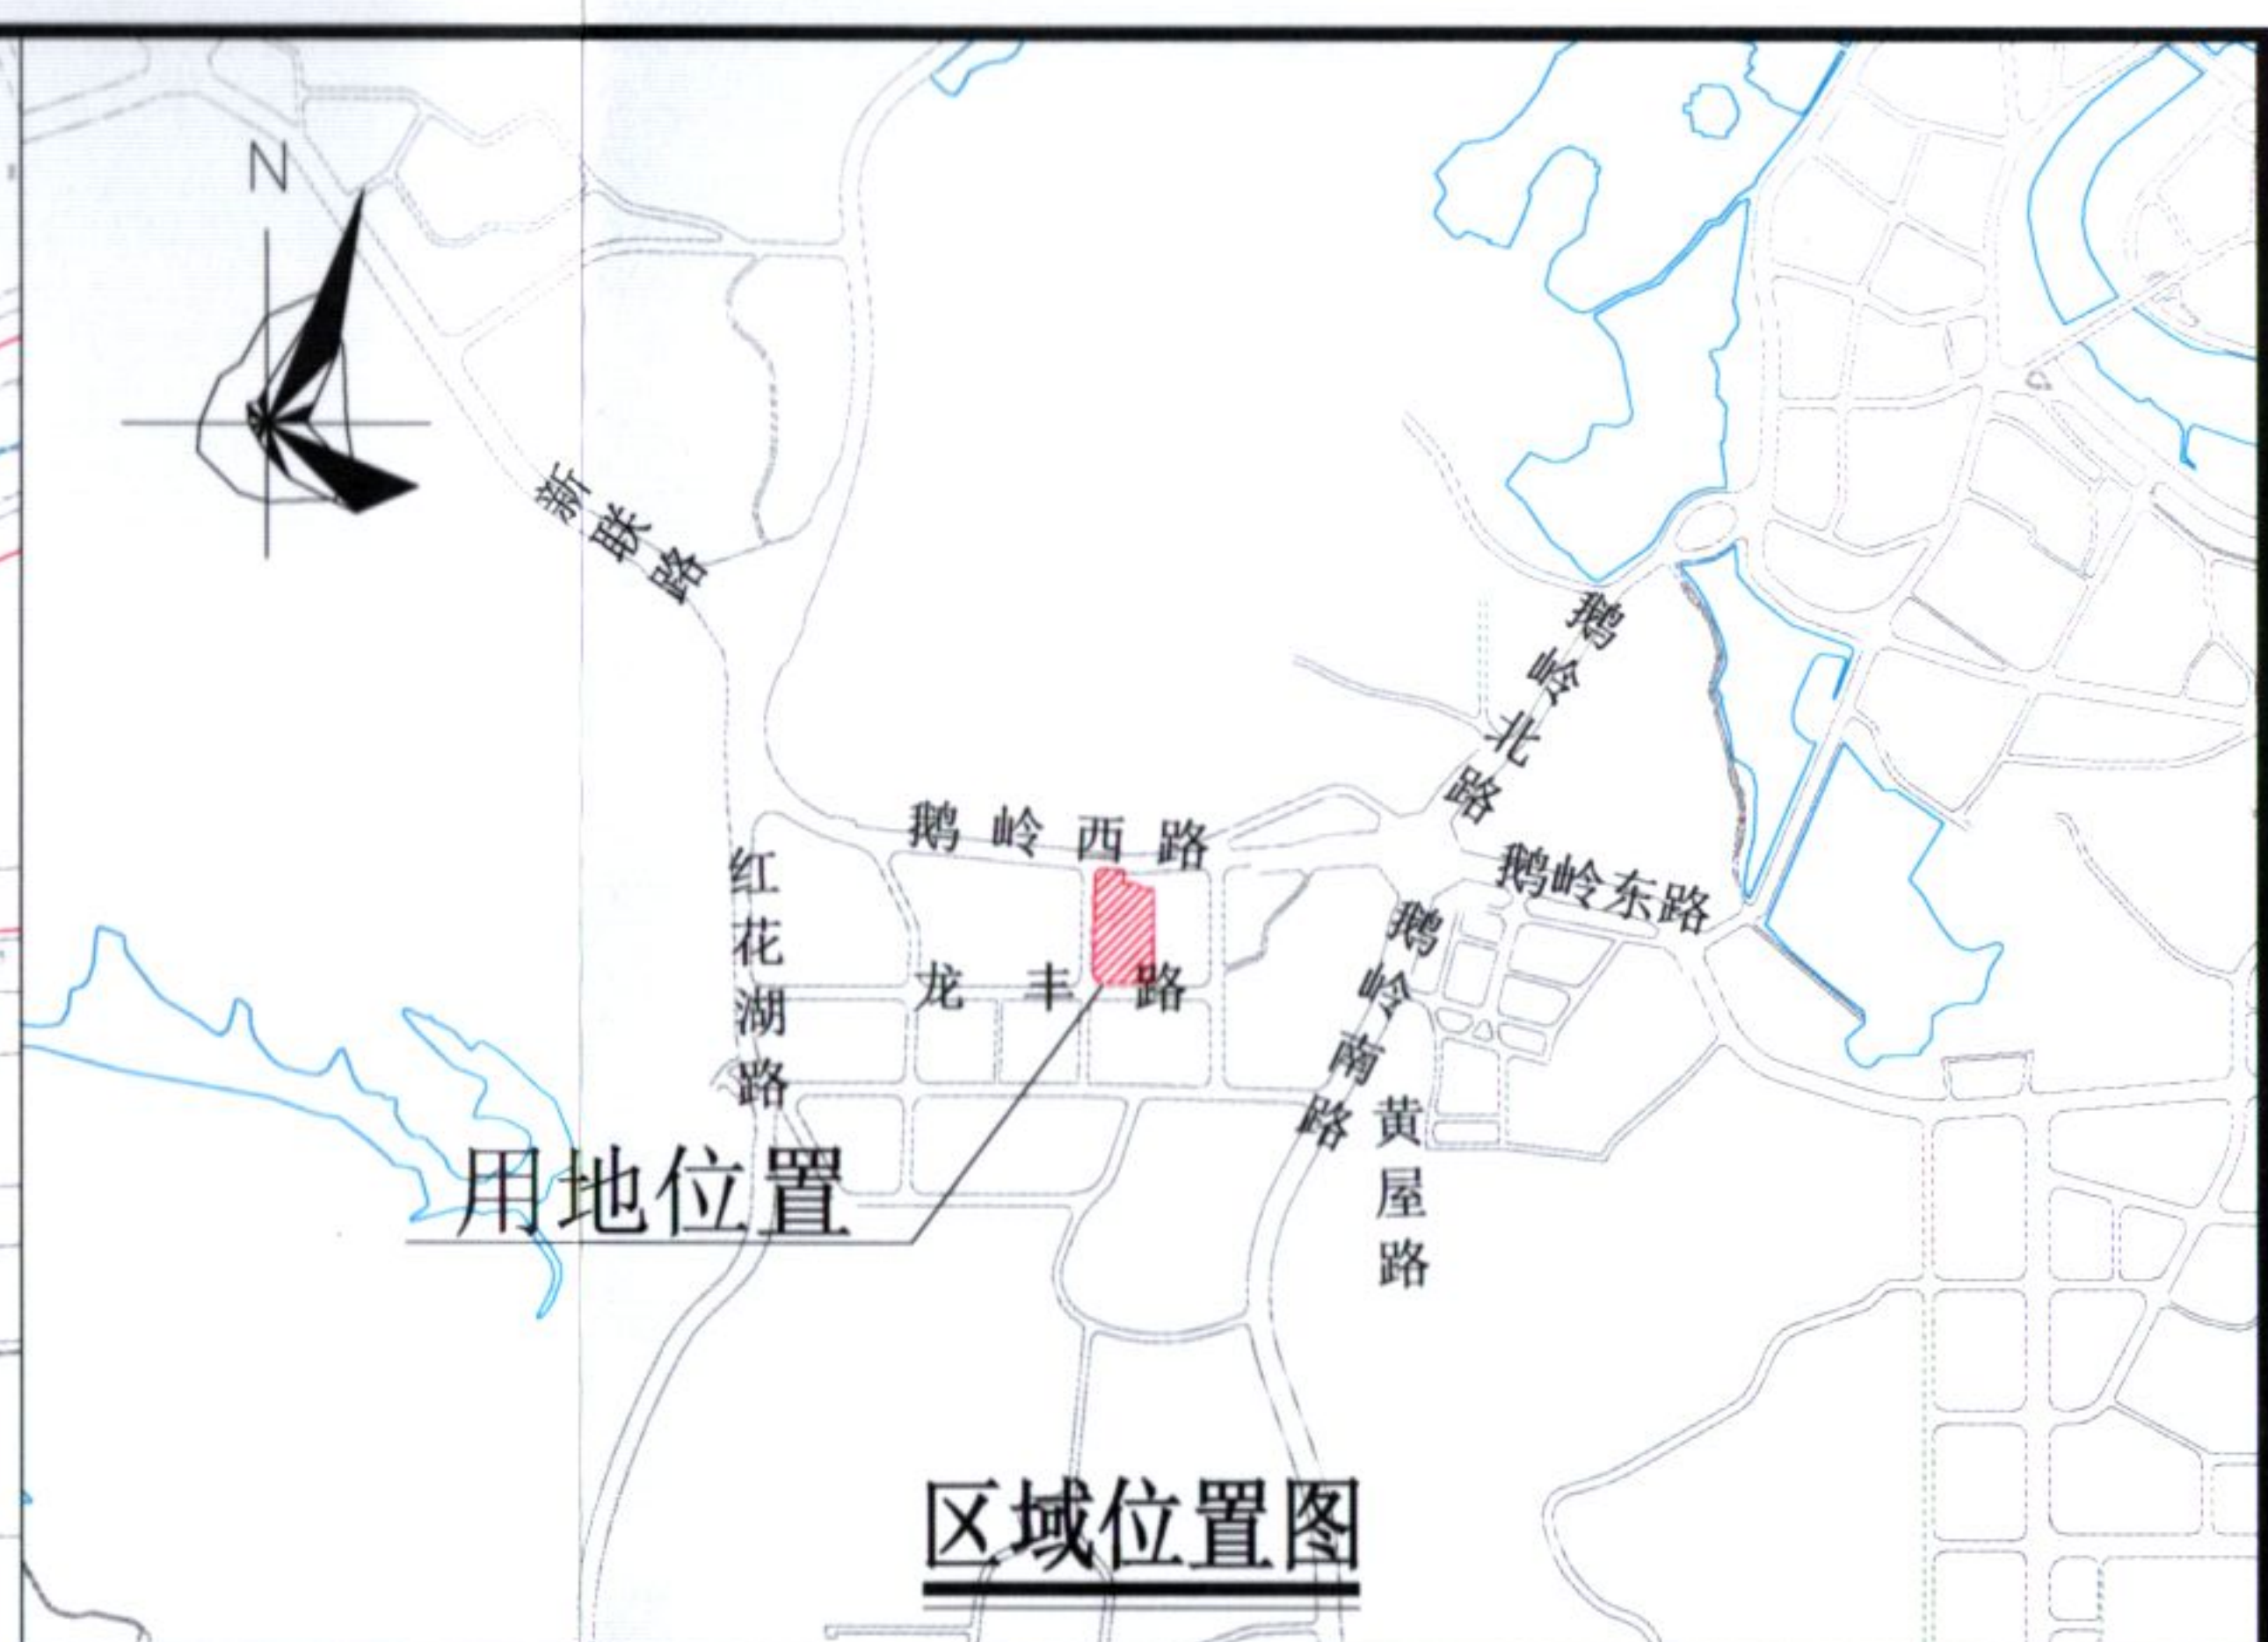 N
新联路
鹅岭北路
鹅岭西路
鹅岭东路
红花湖路
龙丰路
鹅岭南路
黄屋路
用地位置
区域位置图